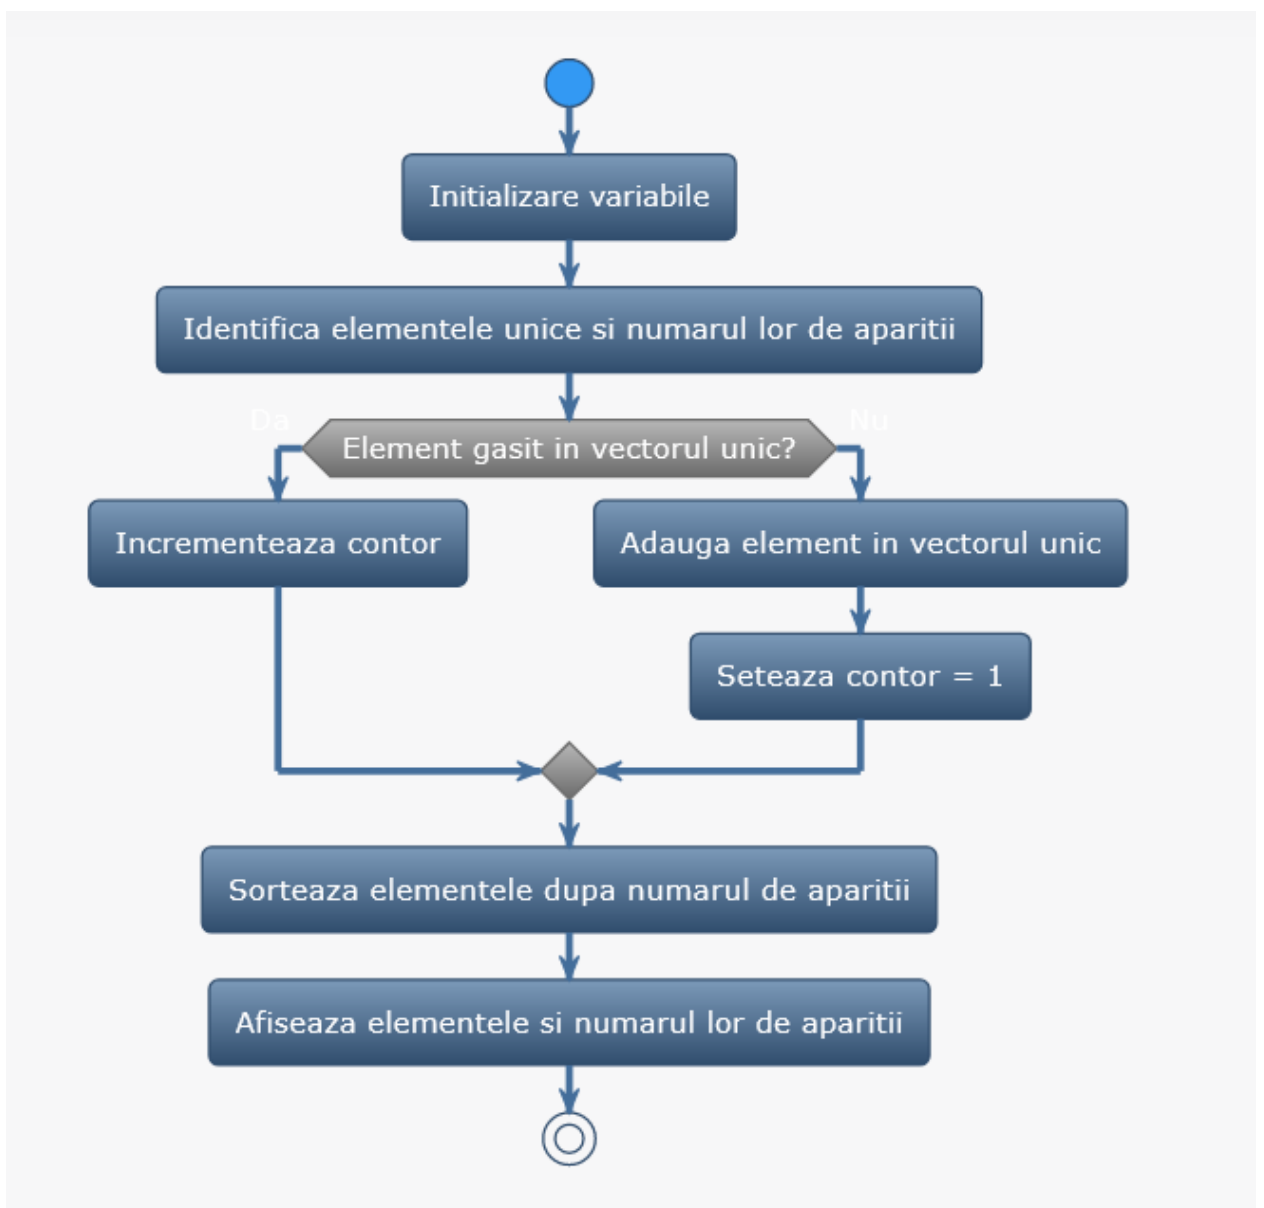 Initializare variabile
Identifica elementele unice si numarul lor de aparitii
Da
Nu
Element gasit in vectorul unic?
Incrementeaza contor
Adauga element in vectorul unic
Seteaza contor = 1
Sorteaza elementele dupa numarul de aparitii
Afiseaza elementele si numarul lor de aparitii